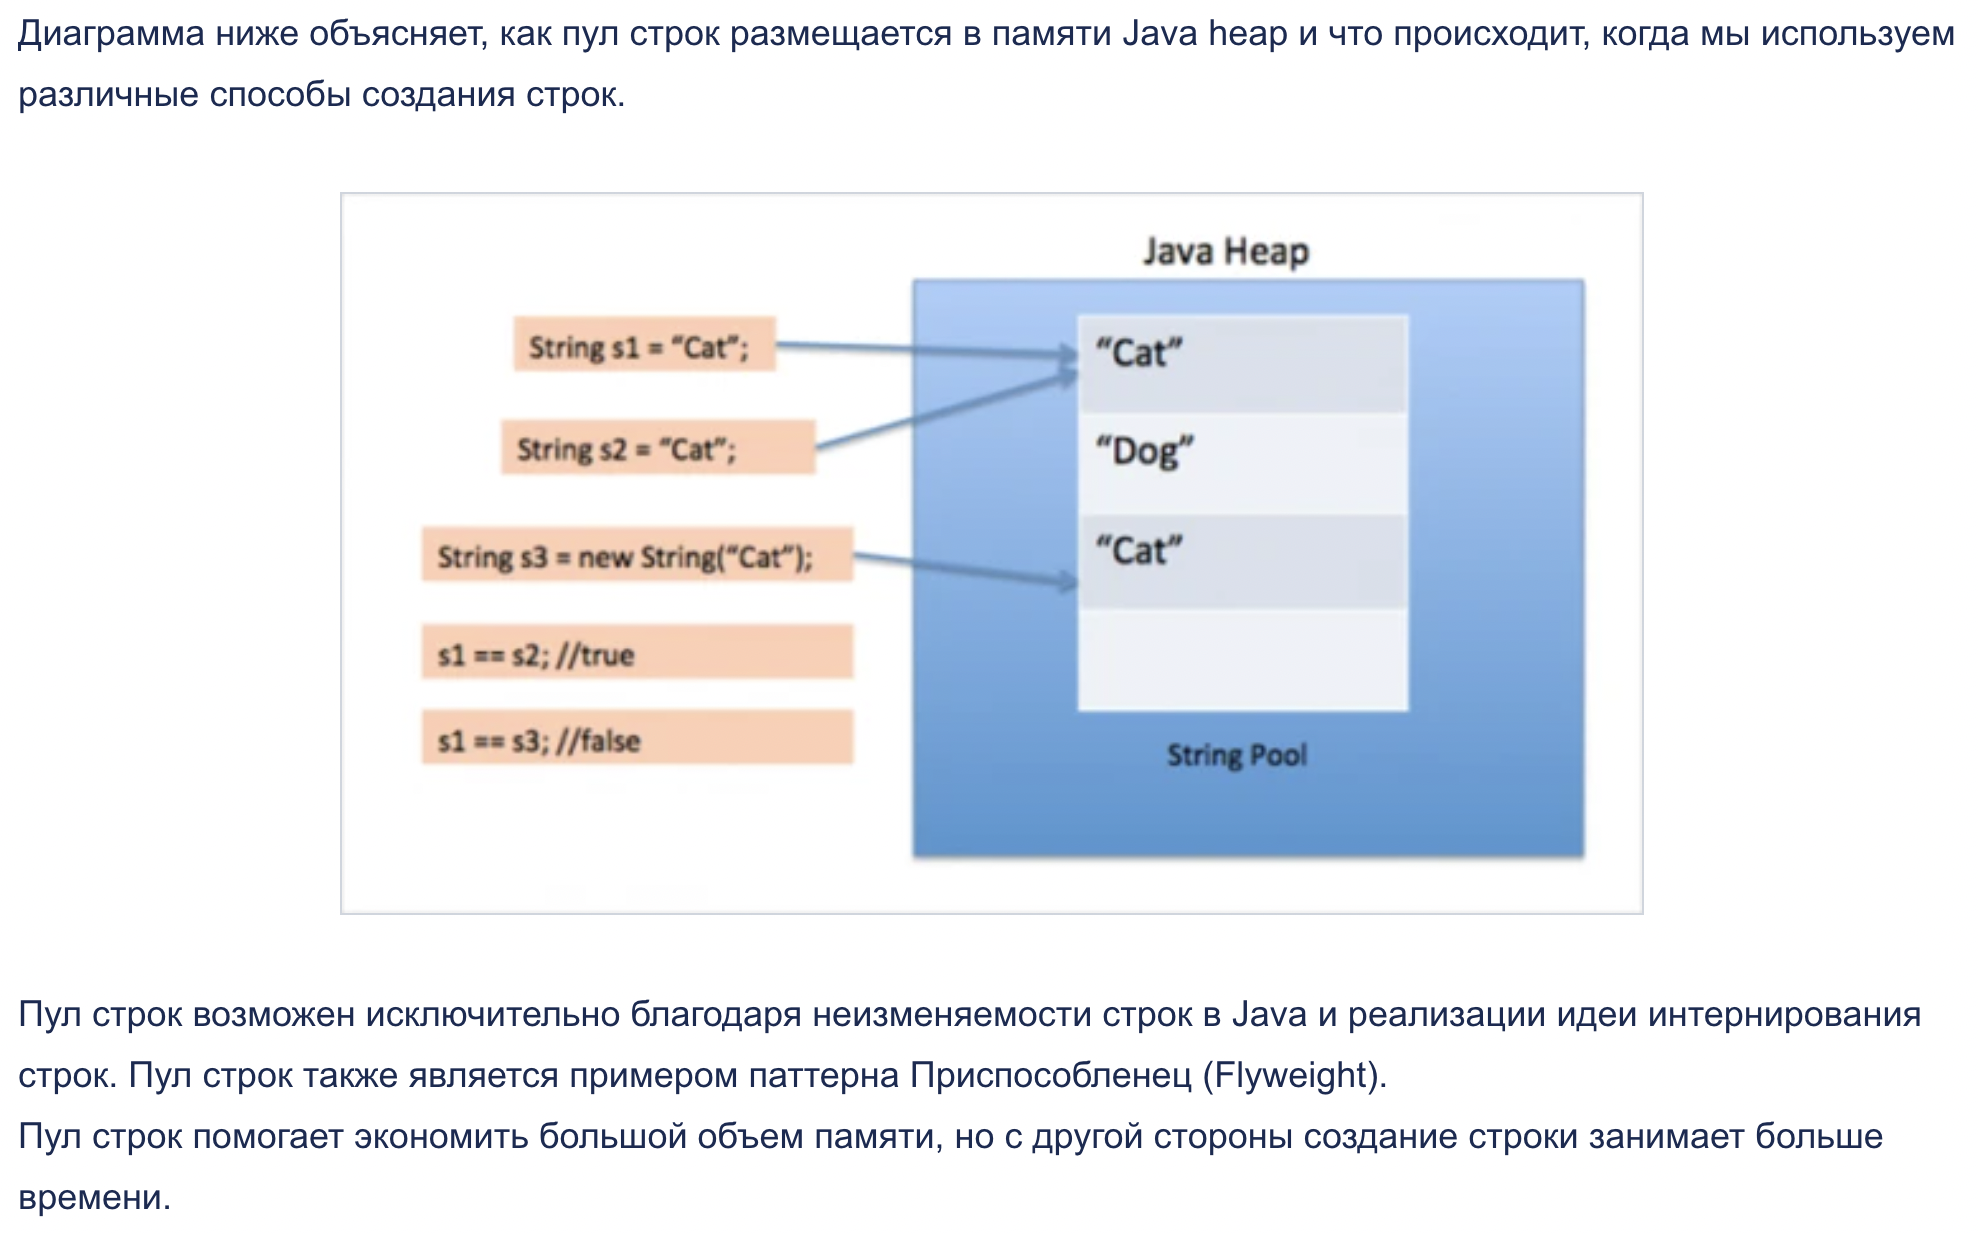 Диаграмма ниже объясняет, как пул строк размещается в памяти Java heap и что происходит, когда мы используем
различные способы создания строк.
Java Heap
String s1 = “Cat”;
“Cat”
String s2 = “Cat”;
“Dog”
String s3 = new String(“Cat”);
“Cat”
s1 == s2; //true
s1 == s3; //false
String Pool
Пул строк возможен исключительно благодаря неизменяемости строк в Java и реализации идеи интернирования
строк. Пул строк также является примером паттерна Приспособленец (Flyweight).
Пул строк помогает экономить большой объем памяти, но с другой стороны создание строки занимает больше
времени.